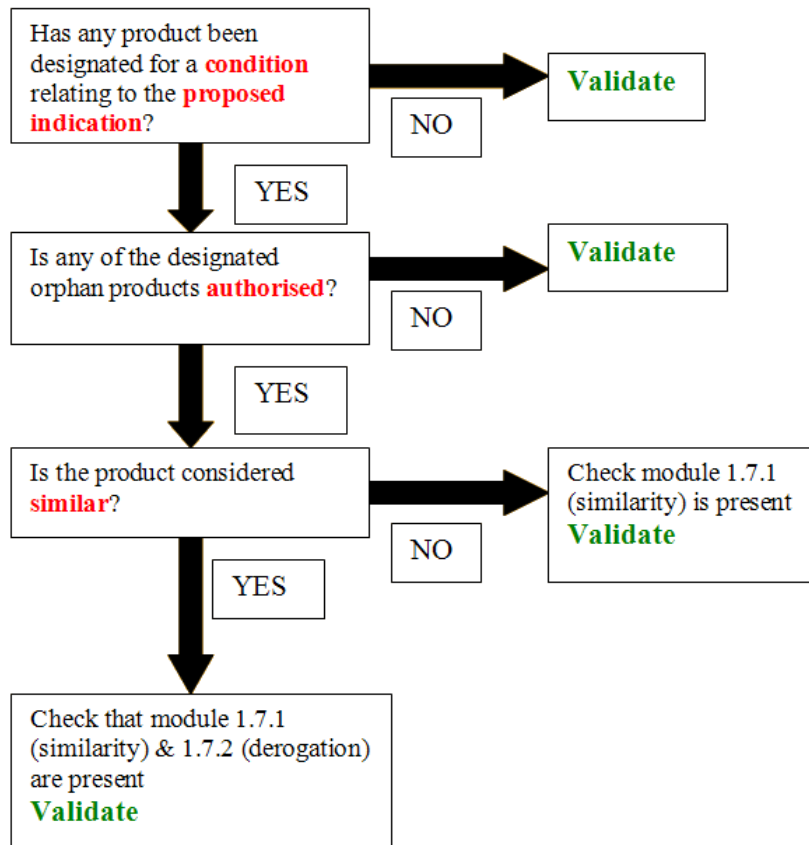 Has any product been
designated for a condition
relating to the proposed
indication?
Validate
NO
YES
Is any of the designated
orphan products authorised?
Validate
NO
YES
Is the product considered
similar?
Check module 1.7.1
(similarity) is present
Validate
NO
YES
Check that module 1.7.1
(similarity) & 1.7.2 (derogation)
are present
Validate